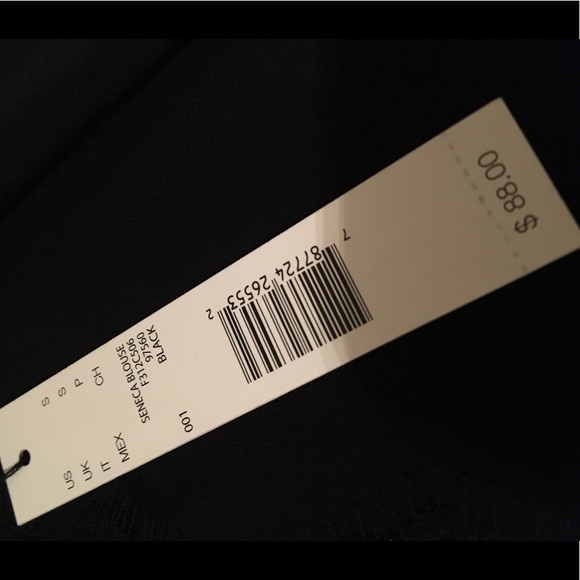 US S
UK S
IT P
MEX CH
SENECA BLOUSE
F312C506
97560
001 BLACK
7 87724 26553 2
$ 88.00